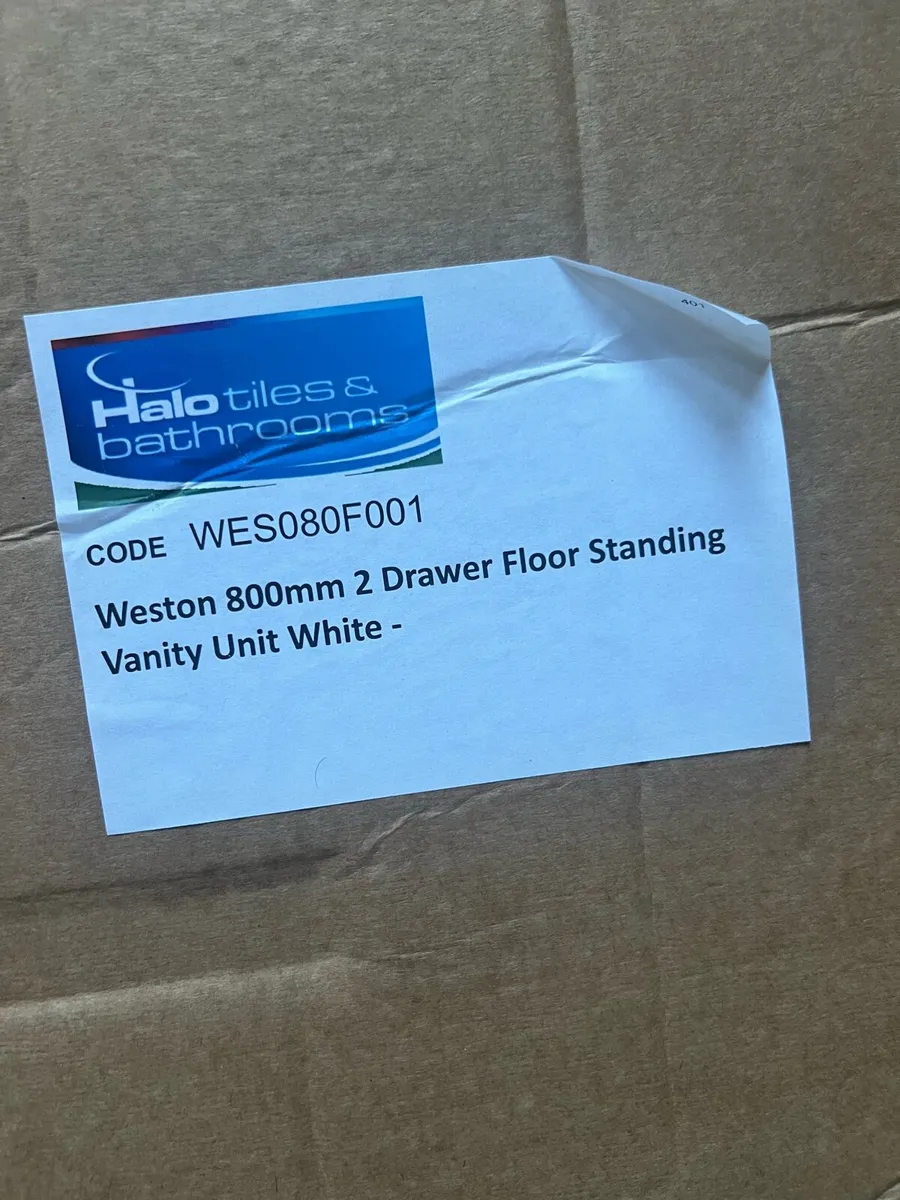 Halo tiles &
bathrooms
CODE WES080F001
Weston 800mm 2 Drawer Floor Standing
Vanity Unit White -